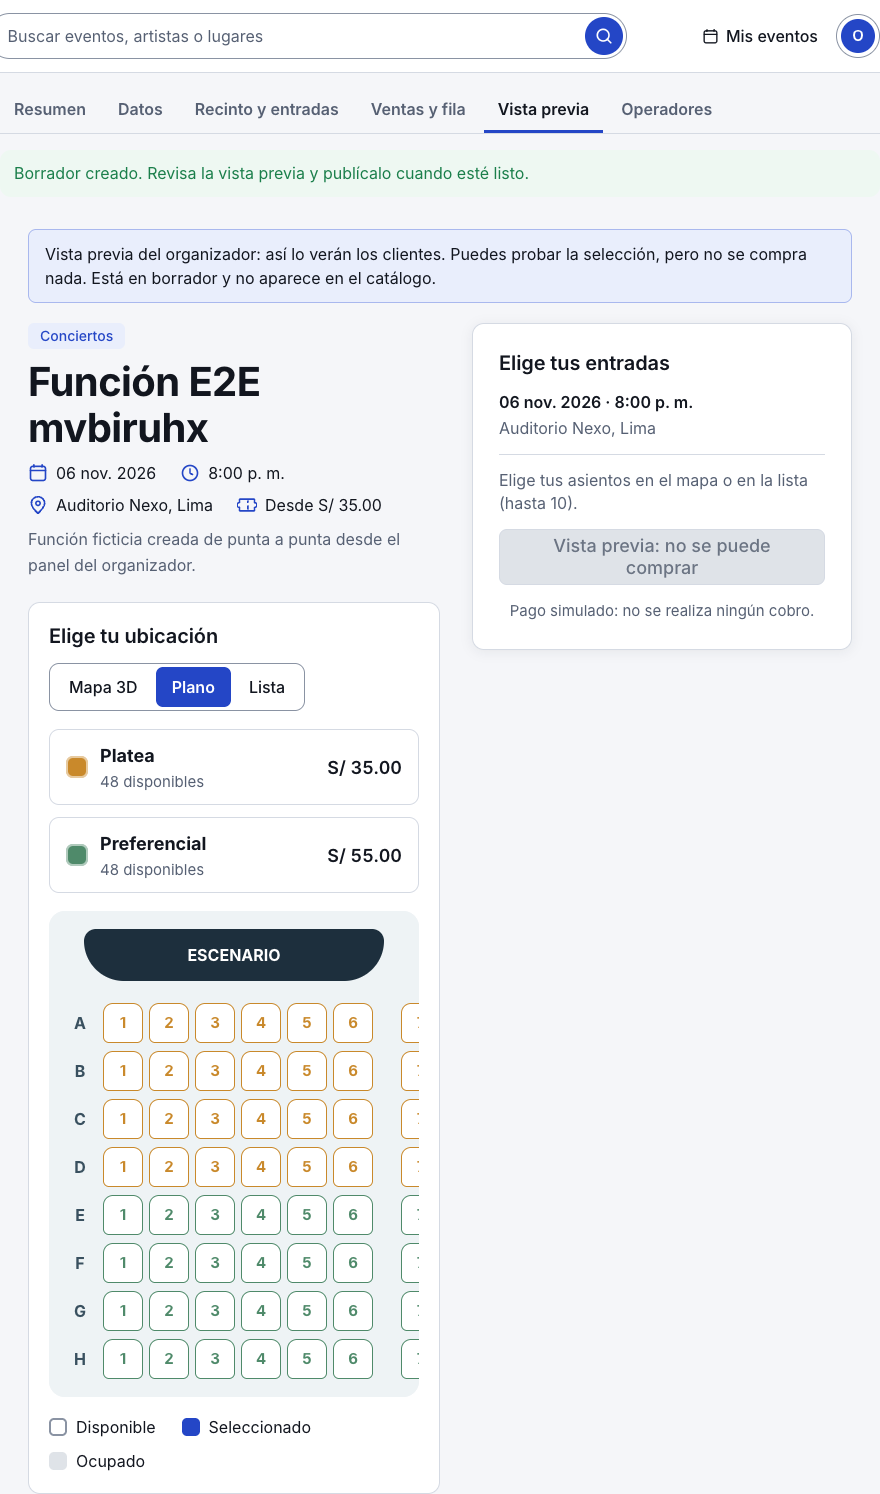 Buscar eventos, artistas o lugares
Mis eventos
O
Resumen
Datos
Recinto y entradas
Ventas y fila
Vista previa
Operadores
Borrador creado. Revisa la vista previa y publícalo cuando esté listo.
Vista previa del organizador: así lo verán los clientes. Puedes probar la selección, pero no se compra
nada. Está en borrador y no aparece en el catálogo.
Conciertos
Función E2E
mvbiruhx
06 nov. 2026
8:00 p. m.
Auditorio Nexo, Lima
Desde S/ 35.00
Función ficticia creada de punta a punta desde el
panel del organizador.
Elige tus entradas
06 nov. 2026 · 8:00 p. m.
Auditorio Nexo, Lima
Elige tus asientos en el mapa o en la lista
(hasta 10).
Vista previa: no se puede
comprar
Pago simulado: no se realiza ningún cobro.
Elige tu ubicación
Mapa 3D
Plano
Lista
Platea
48 disponibles
S/ 35.00
Preferencial
48 disponibles
S/ 55.00
ESCENARIO
A 1 2 3 4 5 6
B 1 2 3 4 5 6
C 1 2 3 4 5 6
D 1 2 3 4 5 6
E 1 2 3 4 5 6
F 1 2 3 4 5 6
G 1 2 3 4 5 6
H 1 2 3 4 5 6
Disponible
Seleccionado
Ocupado